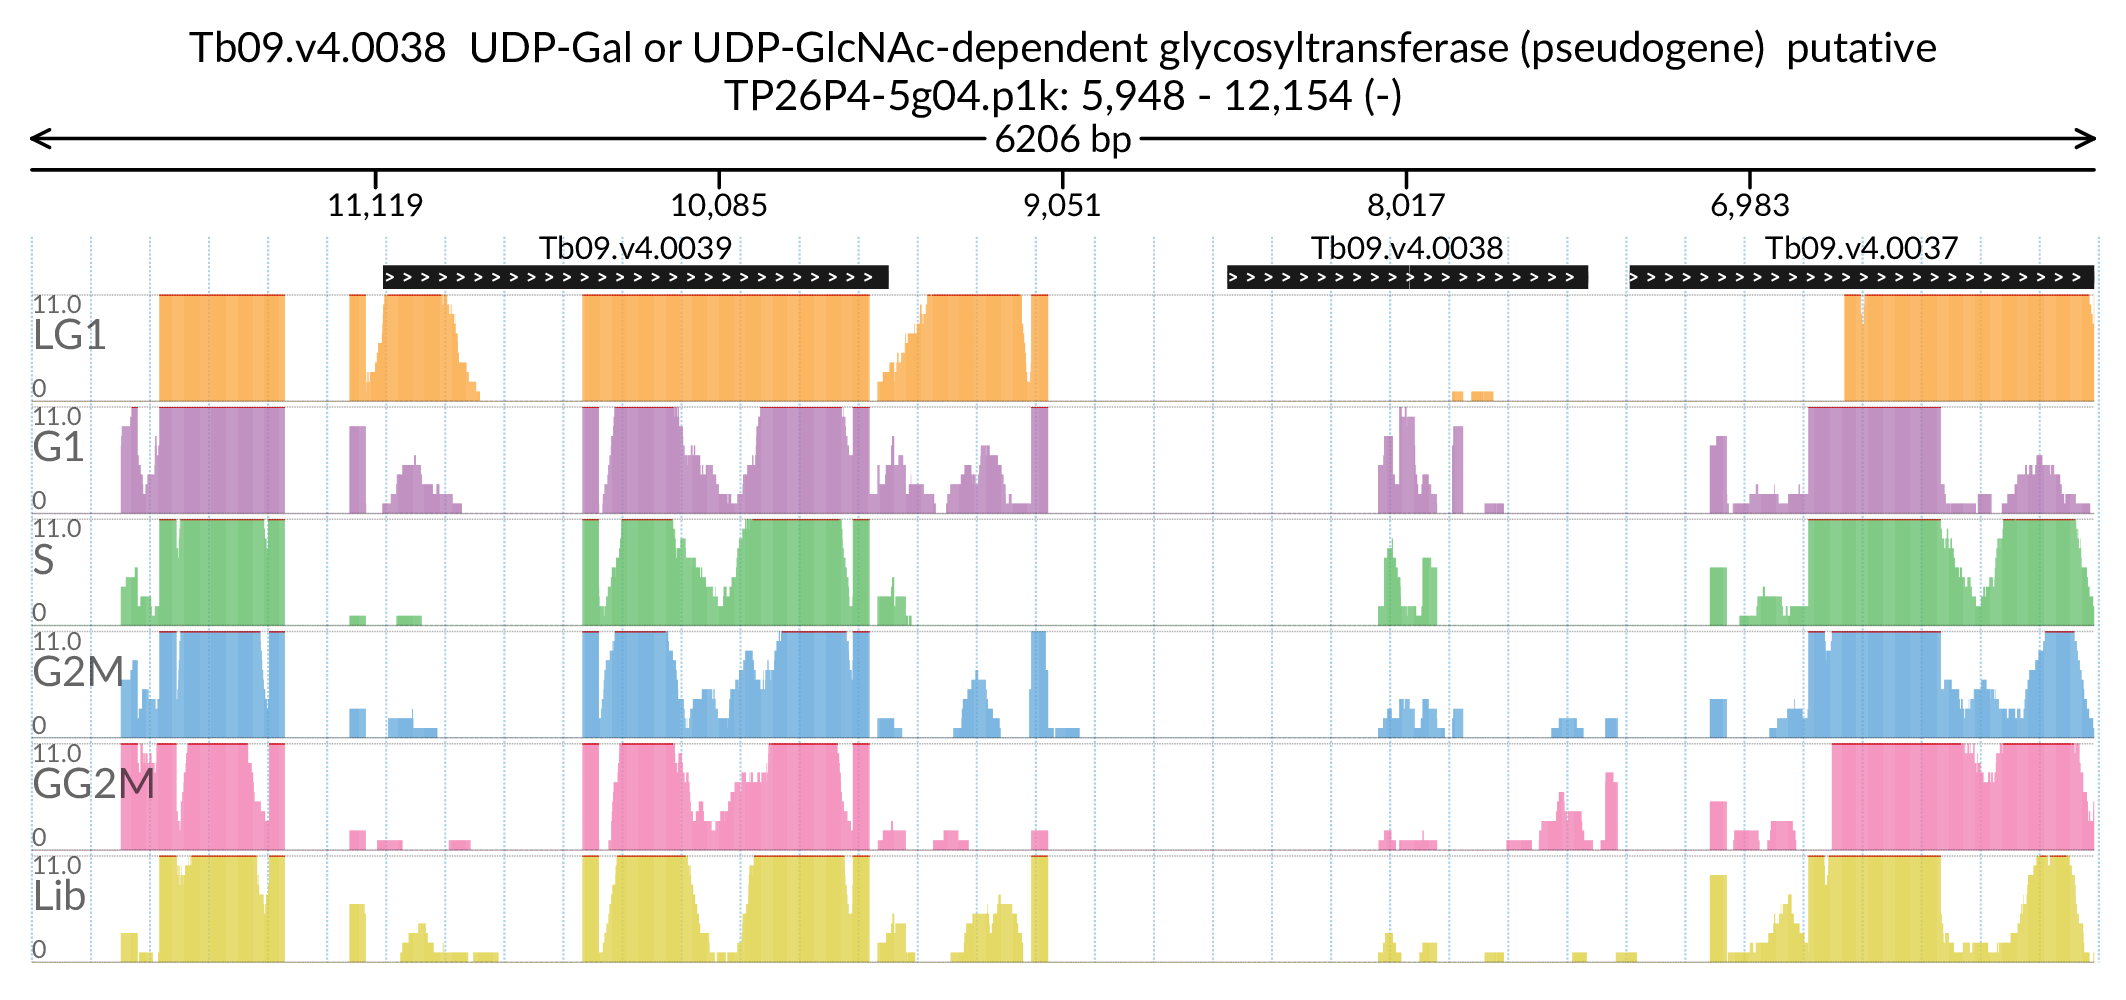 Tb09.v4.0038  UDP-Gal or UDP-GlcNAc-dependent glycosyltransferase (pseudogene)  putative
TP26P4-5g04.p1k: 5,948 - 12,154 (-)
6206 bp
11,119 10,085 9,051 8,017 6,983
Tb09.v4.0039 Tb09.v4.0038 Tb09.v4.0037
11.0
LG1
0
11.0
G1
0
11.0
S
0
11.0
G2M
0
11.0
GG2M
0
11.0
Lib
0